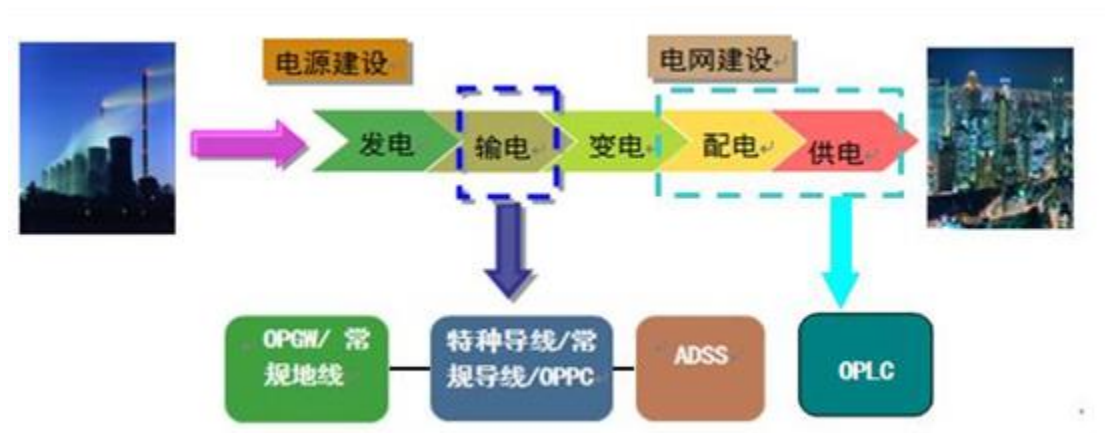 电源建设
电网建设
发电
输电
变电
配电
供电
OPGW/ 常
规地线
特种导线/常
规导线/OPPC
ADSS
OPLC